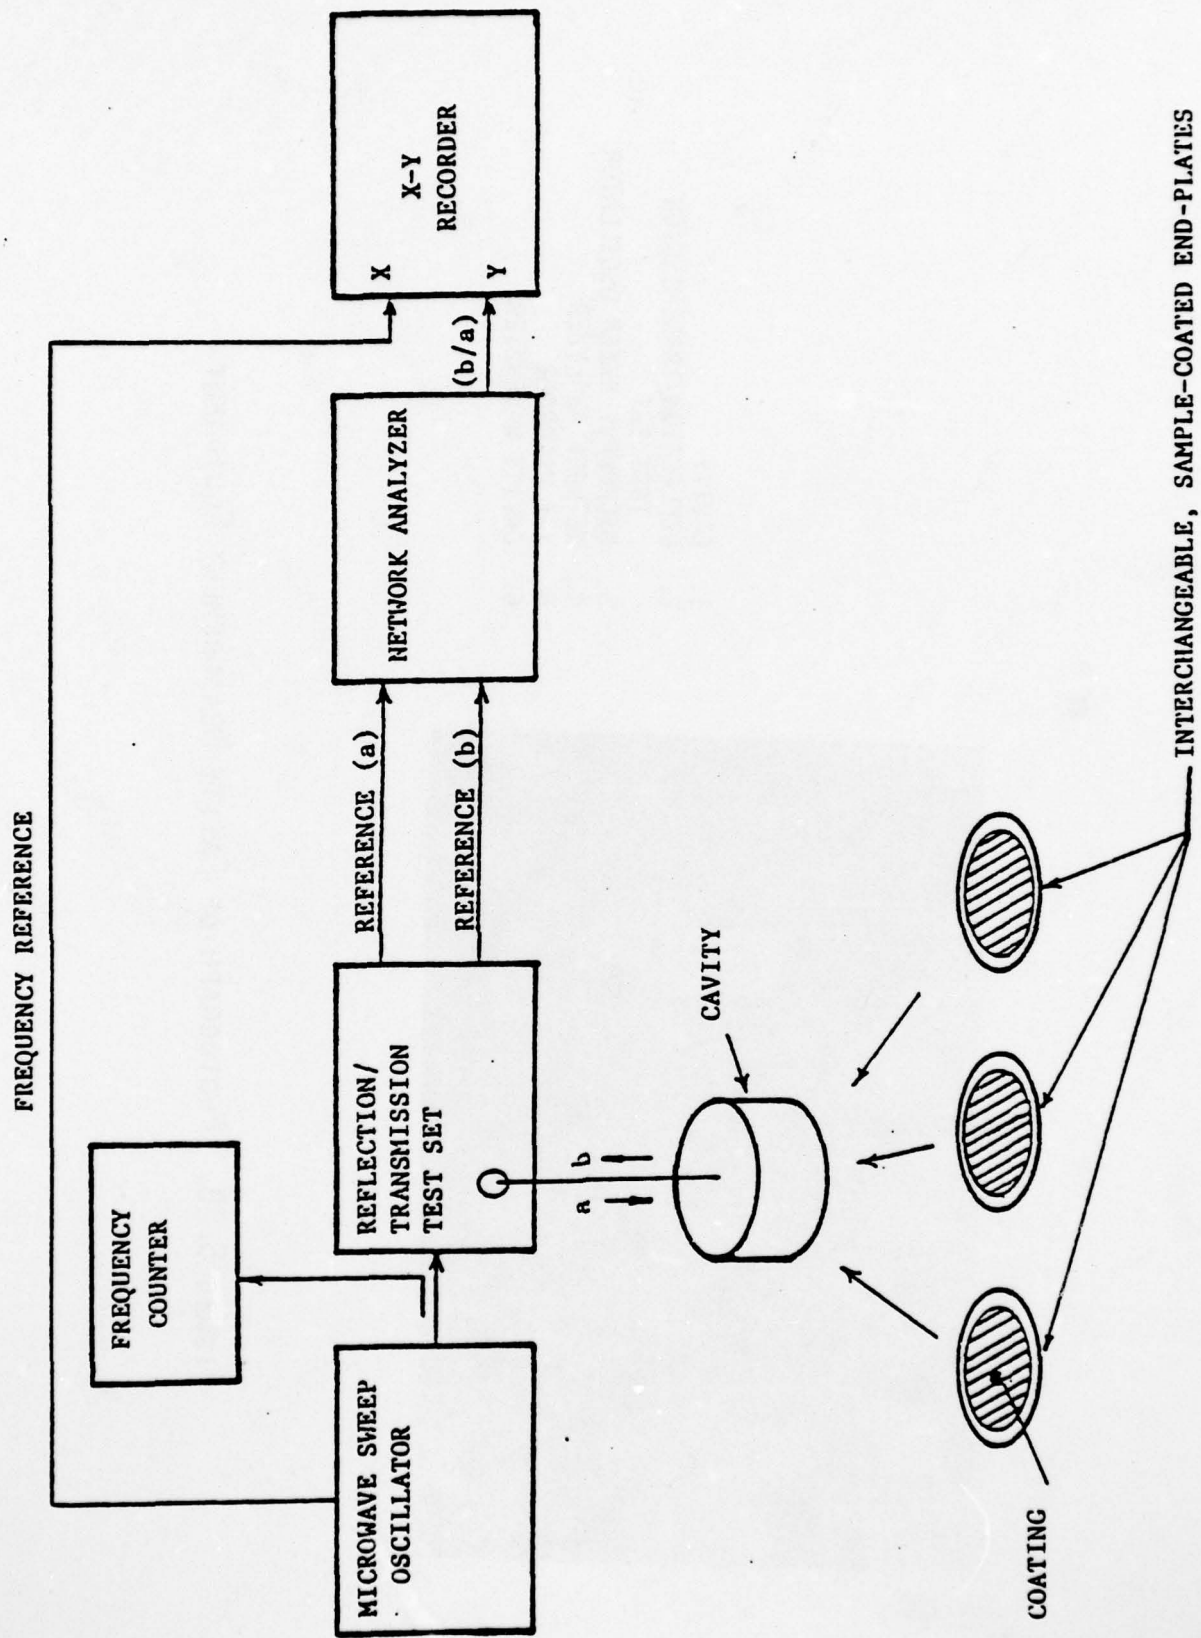 FREQUENCY REFERENCE
FREQUENCY
COUNTER
MICROWAVE SWEEP
OSCILLATOR
REFLECTION/
TRANSMISSION
TEST SET
REFERENCE (a)
REFERENCE (b)
NETWORK ANALYZER
(b/a)
X
Y
X-Y
RECORDER
a
b
CAVITY
COATING
INTERCHANGEABLE, SAMPLE-COATED END-PLATES